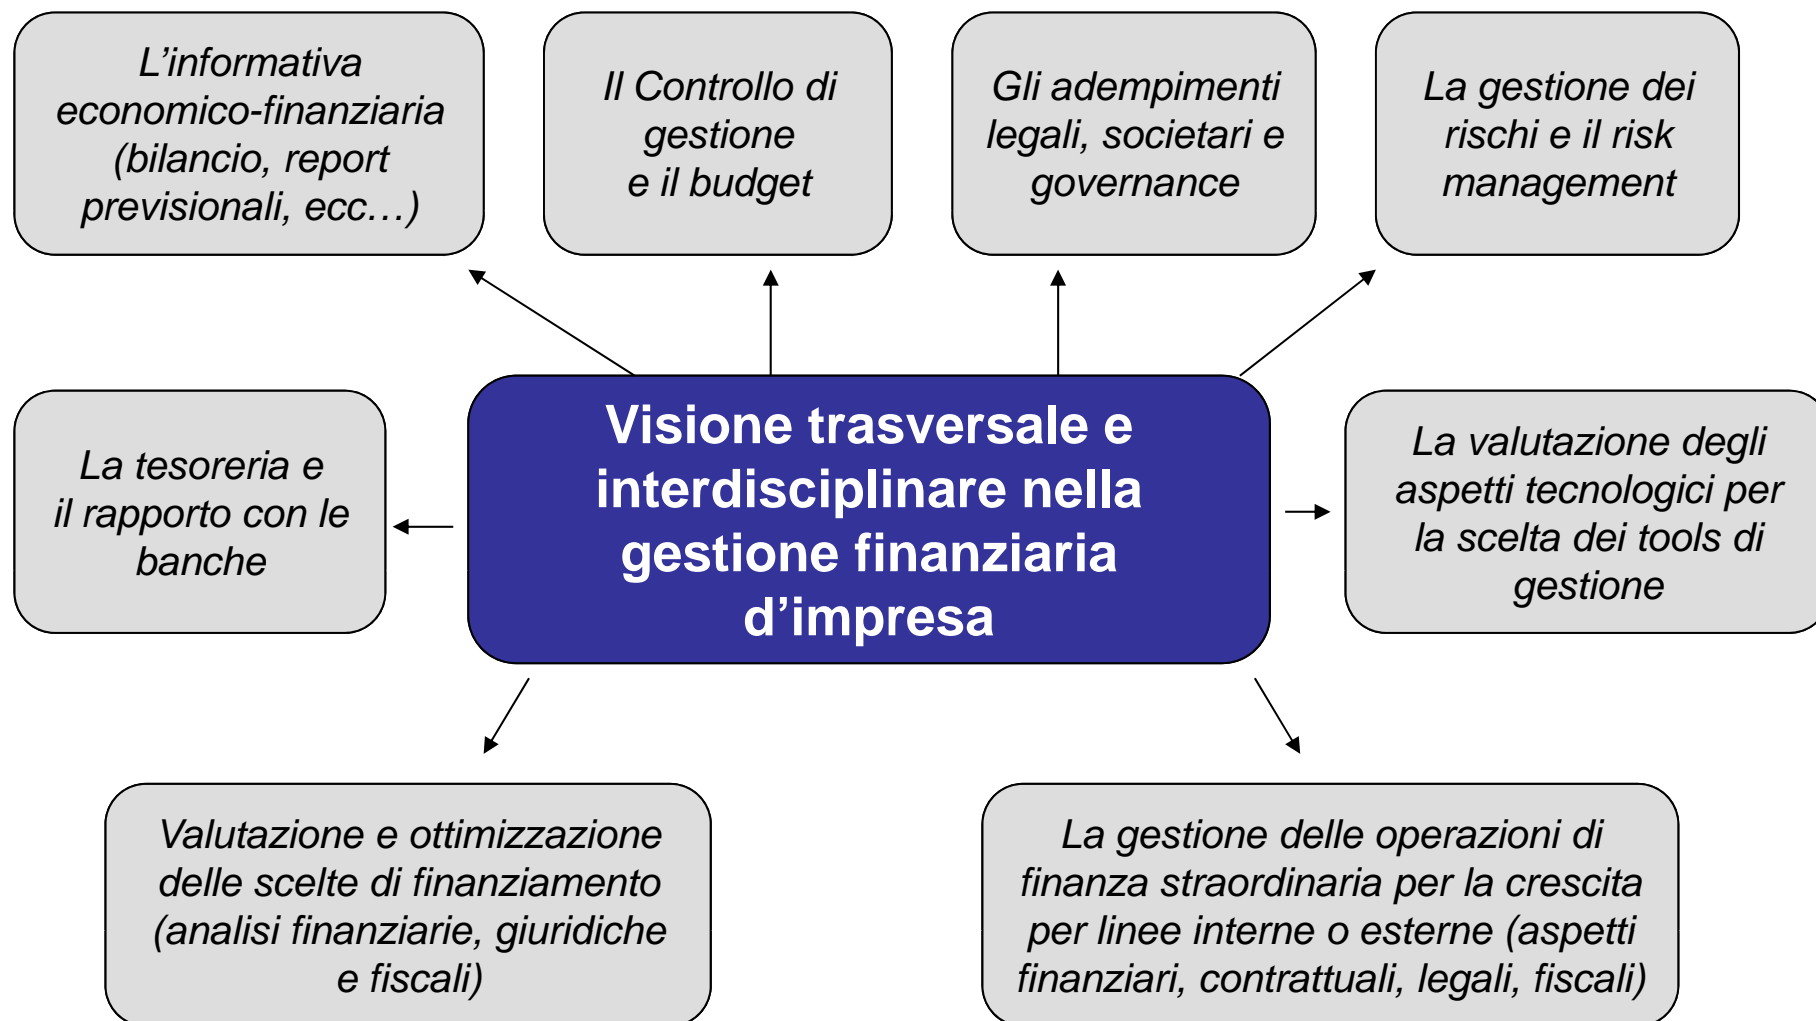 L’informativa
economico-finanziaria
(bilancio, report
previsionali, ecc…)
Il Controllo di
gestione
e il budget
Gli adempimenti
legali, societari e
governance
La gestione dei
rischi e il risk
management
La tesoreria e
il rapporto con le
banche
Visione trasversale e
interdisciplinare nella
gestione finanziaria
d’impresa
La valutazione degli
aspetti tecnologici per
la scelta dei tools di
gestione
Valutazione e ottimizzazione
delle scelte di finanziamento
(analisi finanziarie, giuridiche
e fiscali)
La gestione delle operazioni di
finanza straordinaria per la crescita
per linee interne o esterne (aspetti
finanziari, contrattuali, legali, fiscali)